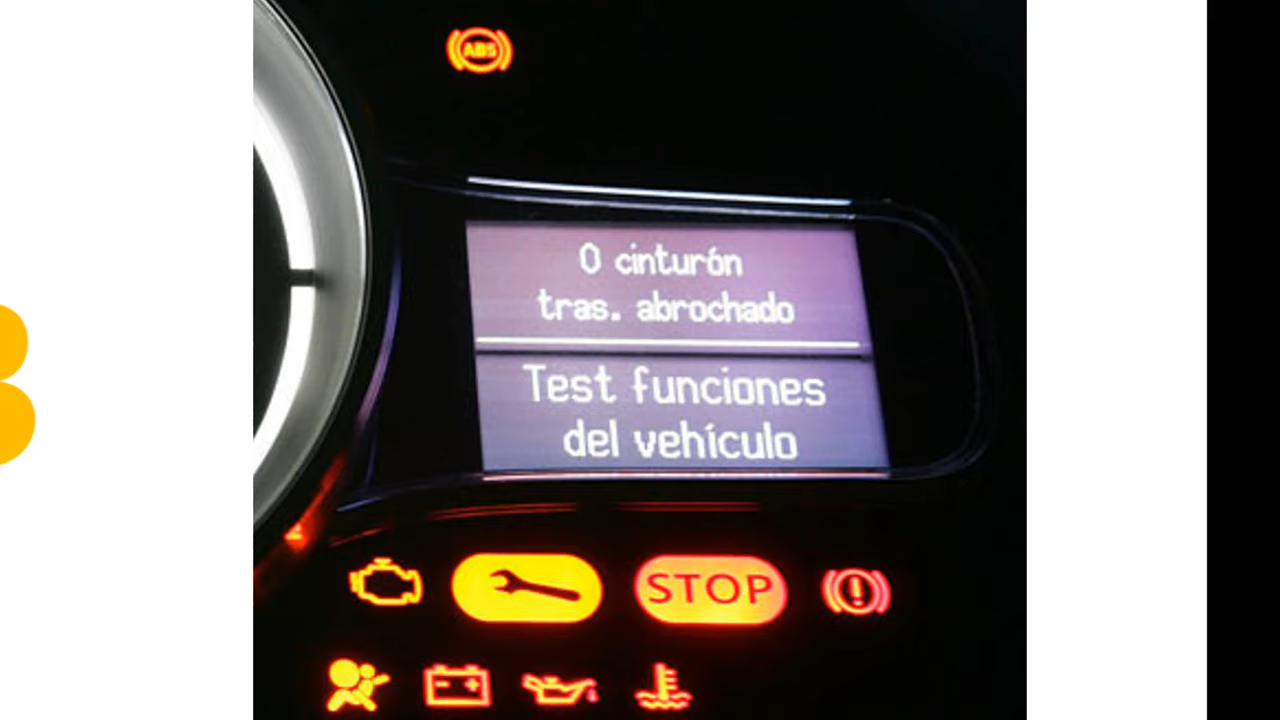 ABS
0 cinturón
tras. abrochado
Test funciones
del vehículo
STOP